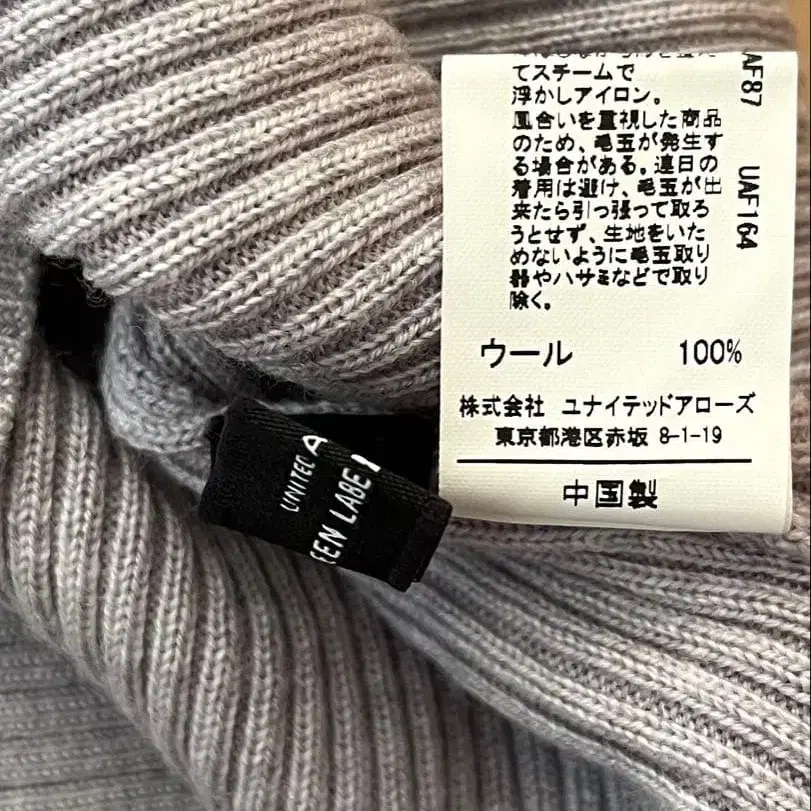 てスチームで
浮かしアイロン。
風合いを重視した商品
のため、毛玉が発生す
る場合がある。連日の
着用は避け、毛玉が出
来たら引っ張って取ろ
うとせず、生地をいた
めないように毛玉取り
器やハサミなどで取り
除く。
ウール 100%
株式会社 ユナイテッドアローズ
東京都港区赤坂 8-1-19
中国製
AF87 UAF164
UNITED A
EEN LABEL